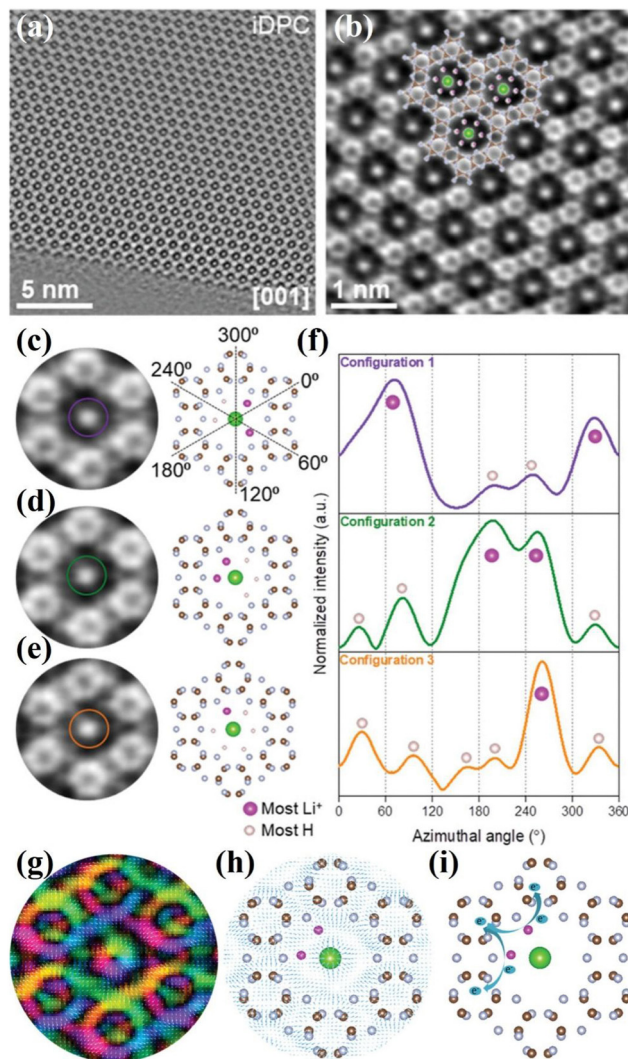 (a)
iDPC
5 nm
[001]
(b)
1 nm
(c)
300º
240º
0º
180º
60º
120º
(d)
(e)
Most Li⁺
Most H
(f)
Normalized intensity (a.u.)
Configuration 1
Configuration 2
Configuration 3
0 60 120 180 240 300 360
Azimuthal angle (°)
(g)
(h)
(i)
e⁻
e⁻
e⁻
e⁻
e⁻